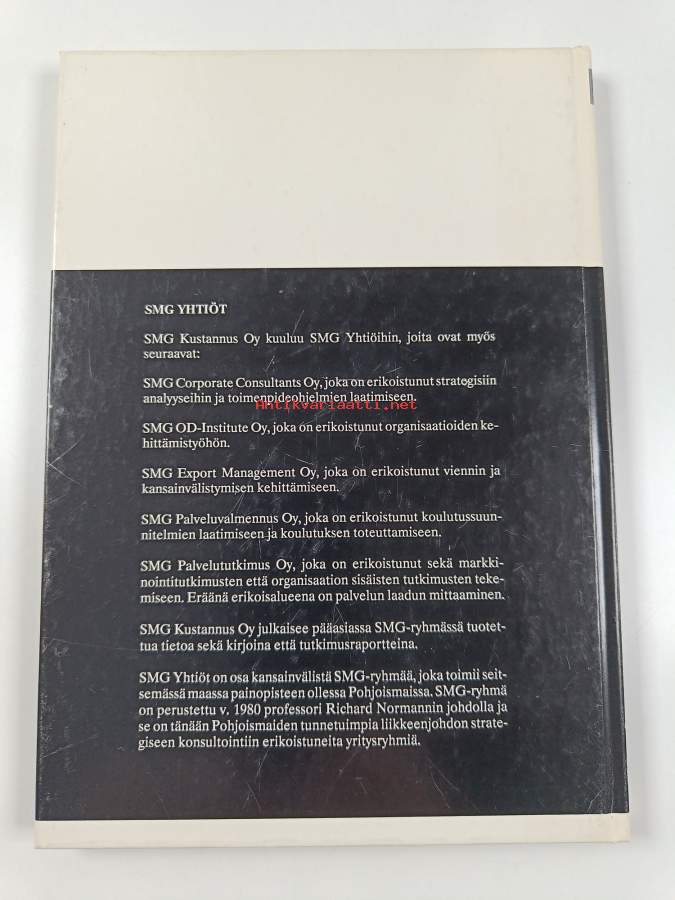 SMG YHTIÖT
SMG Kustannus Oy kuuluu SMG Yhtiöihin, joita ovat myös
seuraavat:
SMG Corporate Consultants Oy, joka on erikoistunut strategisiin
analyyseihin ja toimenpideohjelmien laatimiseen.
Antikvariaatti.net
SMG OD-Institute Oy, joka on erikoistunut organisaatioiden ke-
hittämistyöhön.
SMG Export Management Oy, joka on erikoistunut viennin ja
kansainvälistymisen kehittämiseen.
SMG Palveluvalmennus Oy, joka on erikoistunut koulutussuun-
nitelmien laatimiseen ja koulutuksen toteuttamiseen.
SMG Palvelututkimus Oy, joka on erikoistunut sekä markki-
nointitutkimusten että organisaation sisäisten tutkimusten teke-
miseen. Eräänä erikoisalueena on palvelun laadun mittaaminen.
SMG Kustannus Oy julkaisee pääasiassa SMG-ryhmässä tuotet-
tua tietoa sekä kirjoina että tutkimusraportteina.
SMG Yhtiöt on osa kansainvälistä SMG-ryhmää, joka toimii seit-
semässä maassa painopisteen ollessa Pohjoismaissa. SMG-ryhmä
on perustettu v. 1980 professori Richard Normannin johdolla ja
se on tänään Pohjoismaiden tunnetuimpia liikkeenjohdon strate-
giseen konsultointiin erikoistuneita yritysryhmiä.